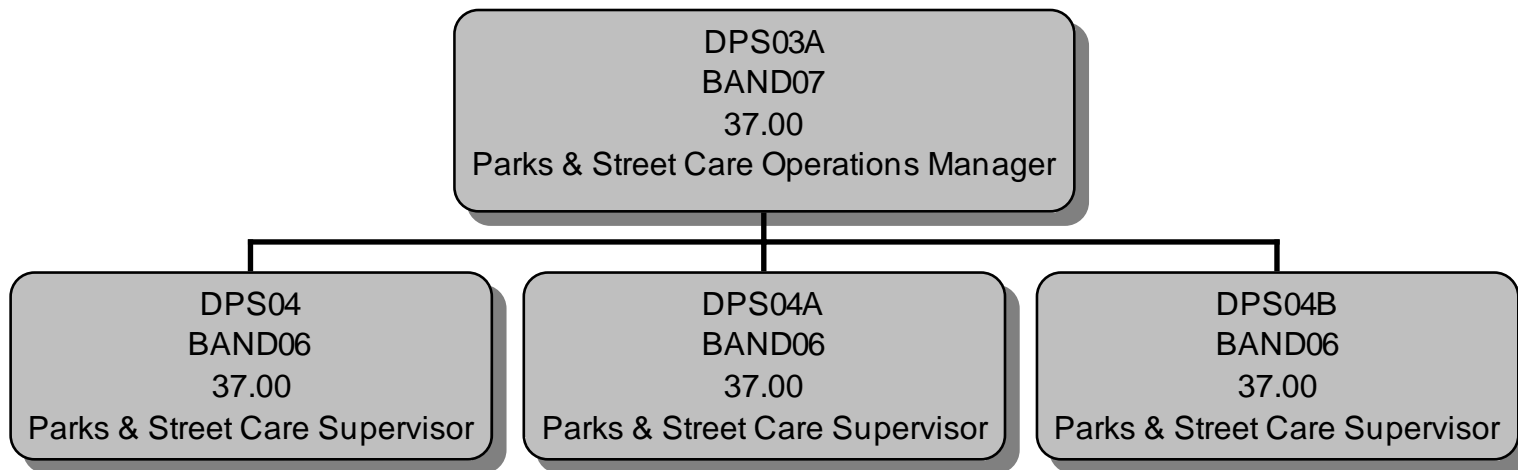 DPS03A
BAND07
37.00
Parks & Street Care Operations Manager
DPS04
BAND06
37.00
Parks & Street Care Supervisor
DPS04A
BAND06
37.00
Parks & Street Care Supervisor
DPS04B
BAND06
37.00
Parks & Street Care Supervisor